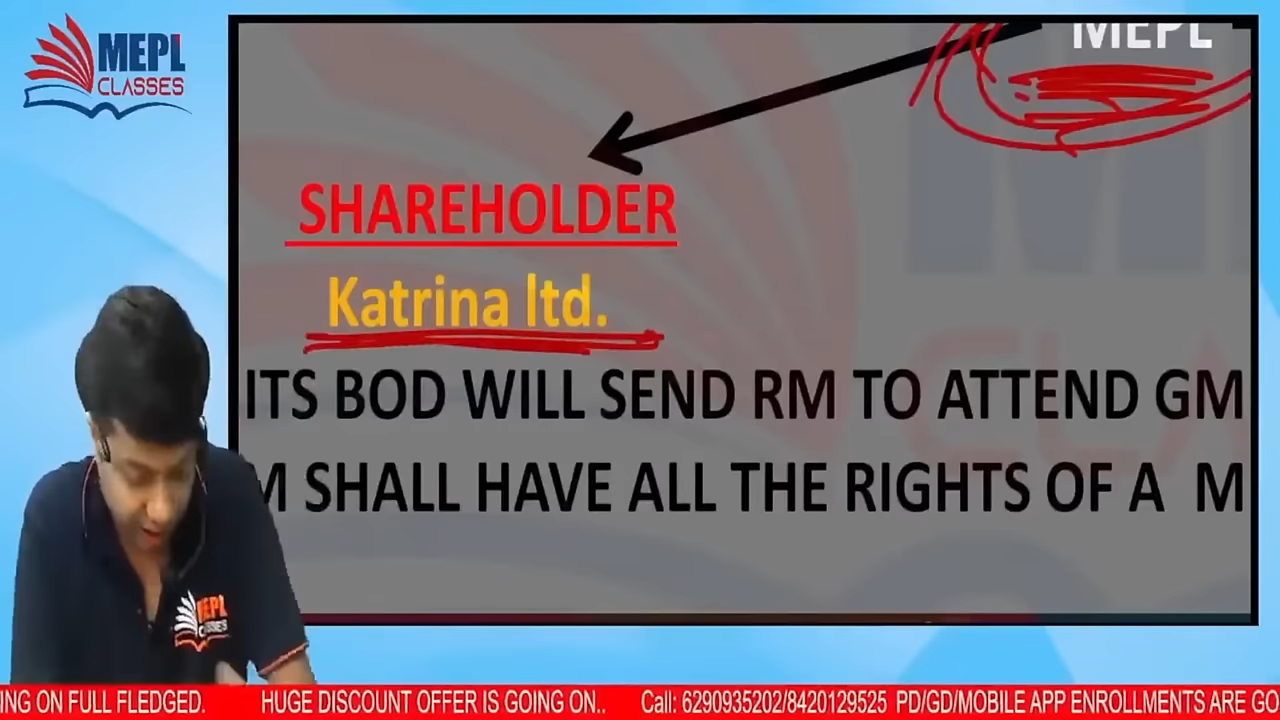 MEPL
CLASSES
MEPL
SHAREHOLDER
Katrina ltd.
ITS BOD WILL SEND RM TO ATTEND GM
M SHALL HAVE ALL THE RIGHTS OF A M
MEPL
CLASSES
ING ON FULL FLEDGED. HUGE DISCOUNT OFFER IS GOING ON.. Call: 6290935202/8420129525 PD/GD/MOBILE APP ENROLLMENTS ARE GO